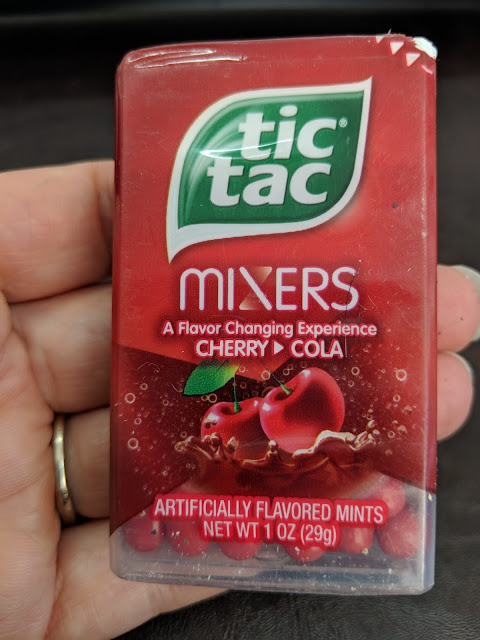 tic®
tac
MIXERS
A Flavor Changing Experience
CHERRY ▶ COLA
ARTIFICIALLY FLAVORED MINTS
NET WT 1 OZ (29g)